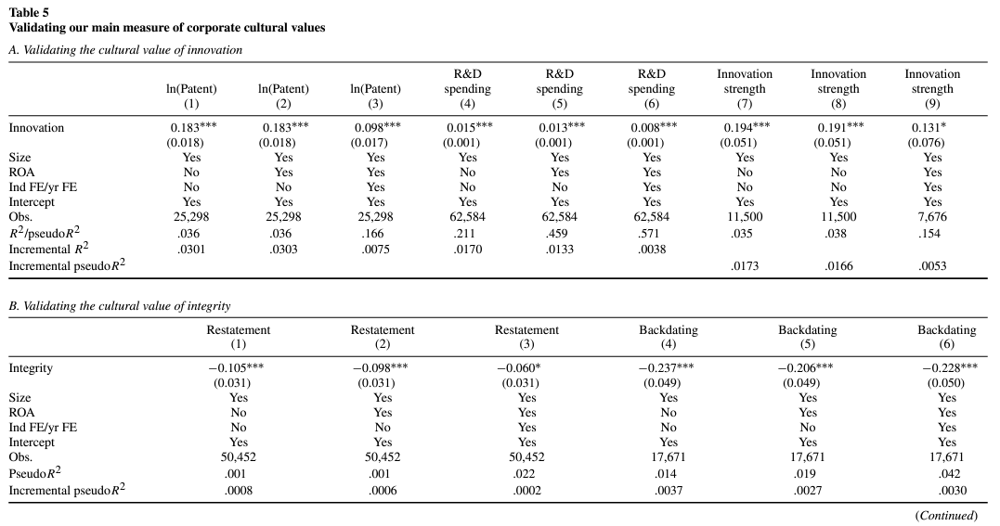 Table 5
Validating our main measure of corporate cultural values
A. Validating the cultural value of innovation
R&D R&D R&D Innovation Innovation Innovation
ln(Patent) ln(Patent) ln(Patent) spending spending spending strength strength strength
(1) (2) (3) (4) (5) (6) (7) (8) (9)
Innovation 0.183*** 0.183*** 0.098*** 0.015*** 0.013*** 0.008*** 0.194*** 0.191*** 0.131*
(0.018) (0.018) (0.017) (0.001) (0.001) (0.001) (0.051) (0.051) (0.076)
Size Yes Yes Yes Yes Yes Yes Yes Yes Yes
ROA No Yes Yes No Yes Yes No No Yes
Ind FE/yr FE No No Yes No No Yes No No Yes
Intercept Yes Yes Yes Yes Yes Yes Yes Yes Yes
Obs. 25,298 25,298 25,298 62,584 62,584 62,584 11,500 11,500 7,676
R²/pseudoR² .036 .036 .166 .211 .459 .571 .035 .038 .154
Incremental R² .0301 .0303 .0075 .0170 .0133 .0038
Incremental pseudoR² .0173 .0166 .0053
B. Validating the cultural value of integrity
Restatement Restatement Restatement Backdating Backdating Backdating
(1) (2) (3) (4) (5) (6)
Integrity −0.105*** −0.098*** −0.060* −0.237*** −0.206*** −0.228***
(0.031) (0.031) (0.031) (0.049) (0.049) (0.050)
Size Yes Yes Yes Yes Yes Yes
ROA No Yes Yes No Yes Yes
Ind FE/yr FE No No Yes No No Yes
Intercept Yes Yes Yes Yes Yes Yes
Obs. 50,452 50,452 50,452 17,671 17,671 17,671
PseudoR² .001 .001 .022 .014 .019 .042
Incremental pseudoR² .0008 .0006 .0002 .0037 .0027 .0030
(Continued)